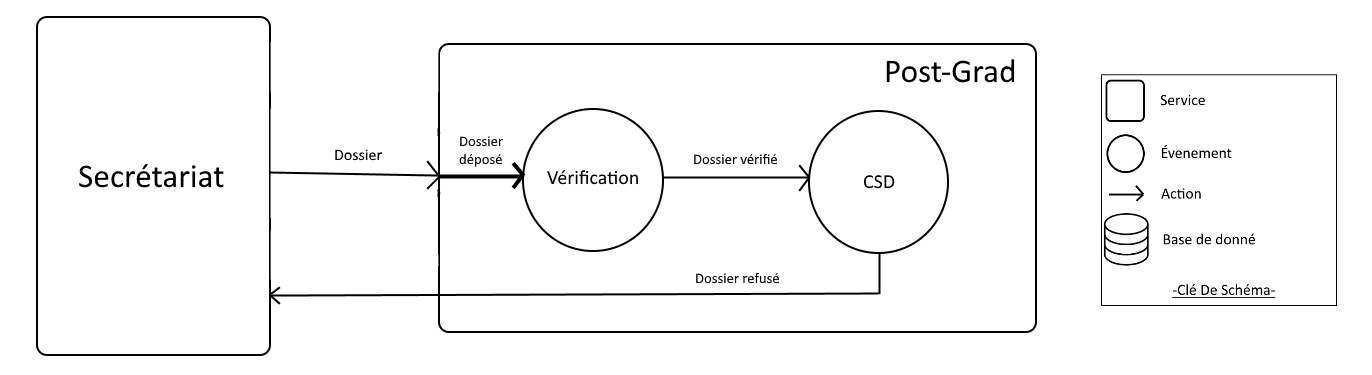 Secrétariat
Dossier
Post-Grad
Dossier
déposé
Vérification
Dossier vérifié
CSD
Dossier refusé
Service
Évenement
Action
Base de donné
-Clé De Schéma-